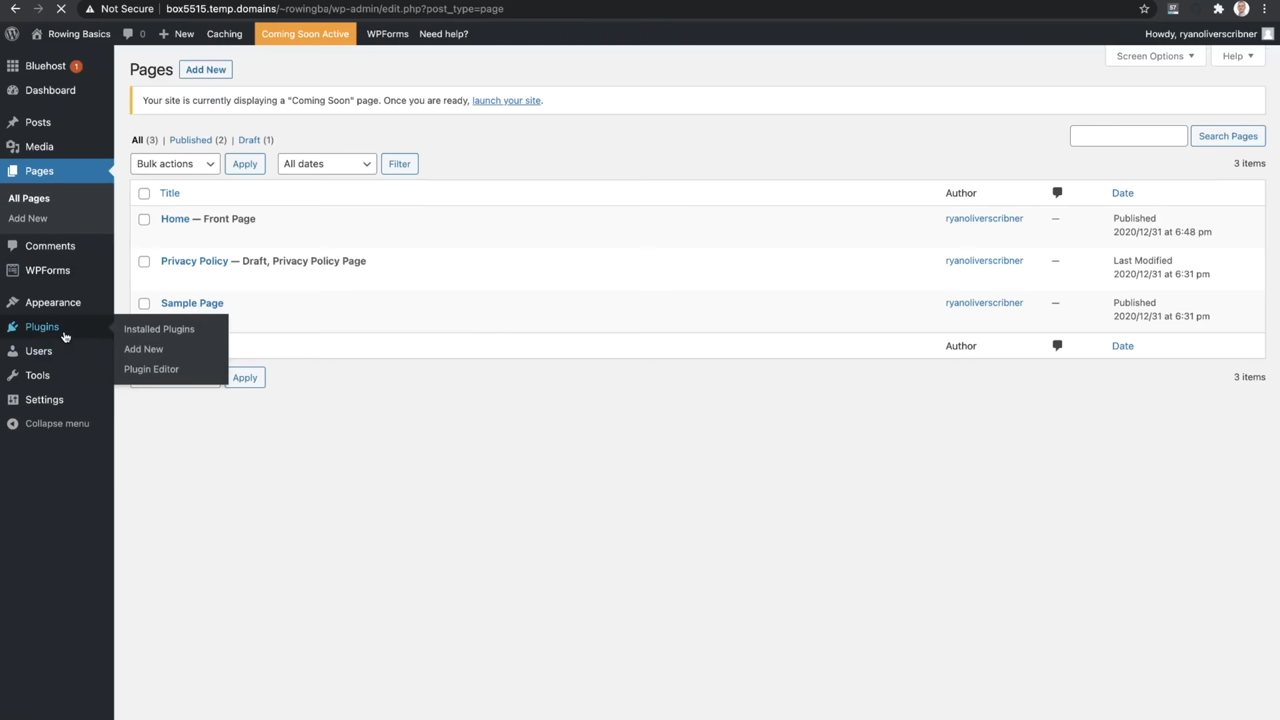 Not Secure box5515.temp.domains/~rowingba/wp-admin/edit.php?post_type=page
Rowing Basics 0 New Caching Coming Soon Active WPForms Need help? Howdy, ryanoliverscribner
Bluehost 1
Dashboard
Posts
Media
Pages
All Pages
Add New
Comments
WPForms
Appearance
Plugins
Users
Tools
Settings
Collapse menu
Installed Plugins
Add New
Plugin Editor
Screen Options Help
Pages Add New
Your site is currently displaying a "Coming Soon" page. Once you are ready, launch your site.
All (3) | Published (2) | Draft (1)
Search Pages
Bulk actions Apply All dates Filter
3 items
Title Author Date
Home — Front Page ryanoliverscribner — Published
2020/12/31 at 6:48 pm
Privacy Policy — Draft, Privacy Policy Page ryanoliverscribner — Last Modified
2020/12/31 at 6:31 pm
Sample Page ryanoliverscribner — Published
2020/12/31 at 6:31 pm
Author Date
Apply
3 items